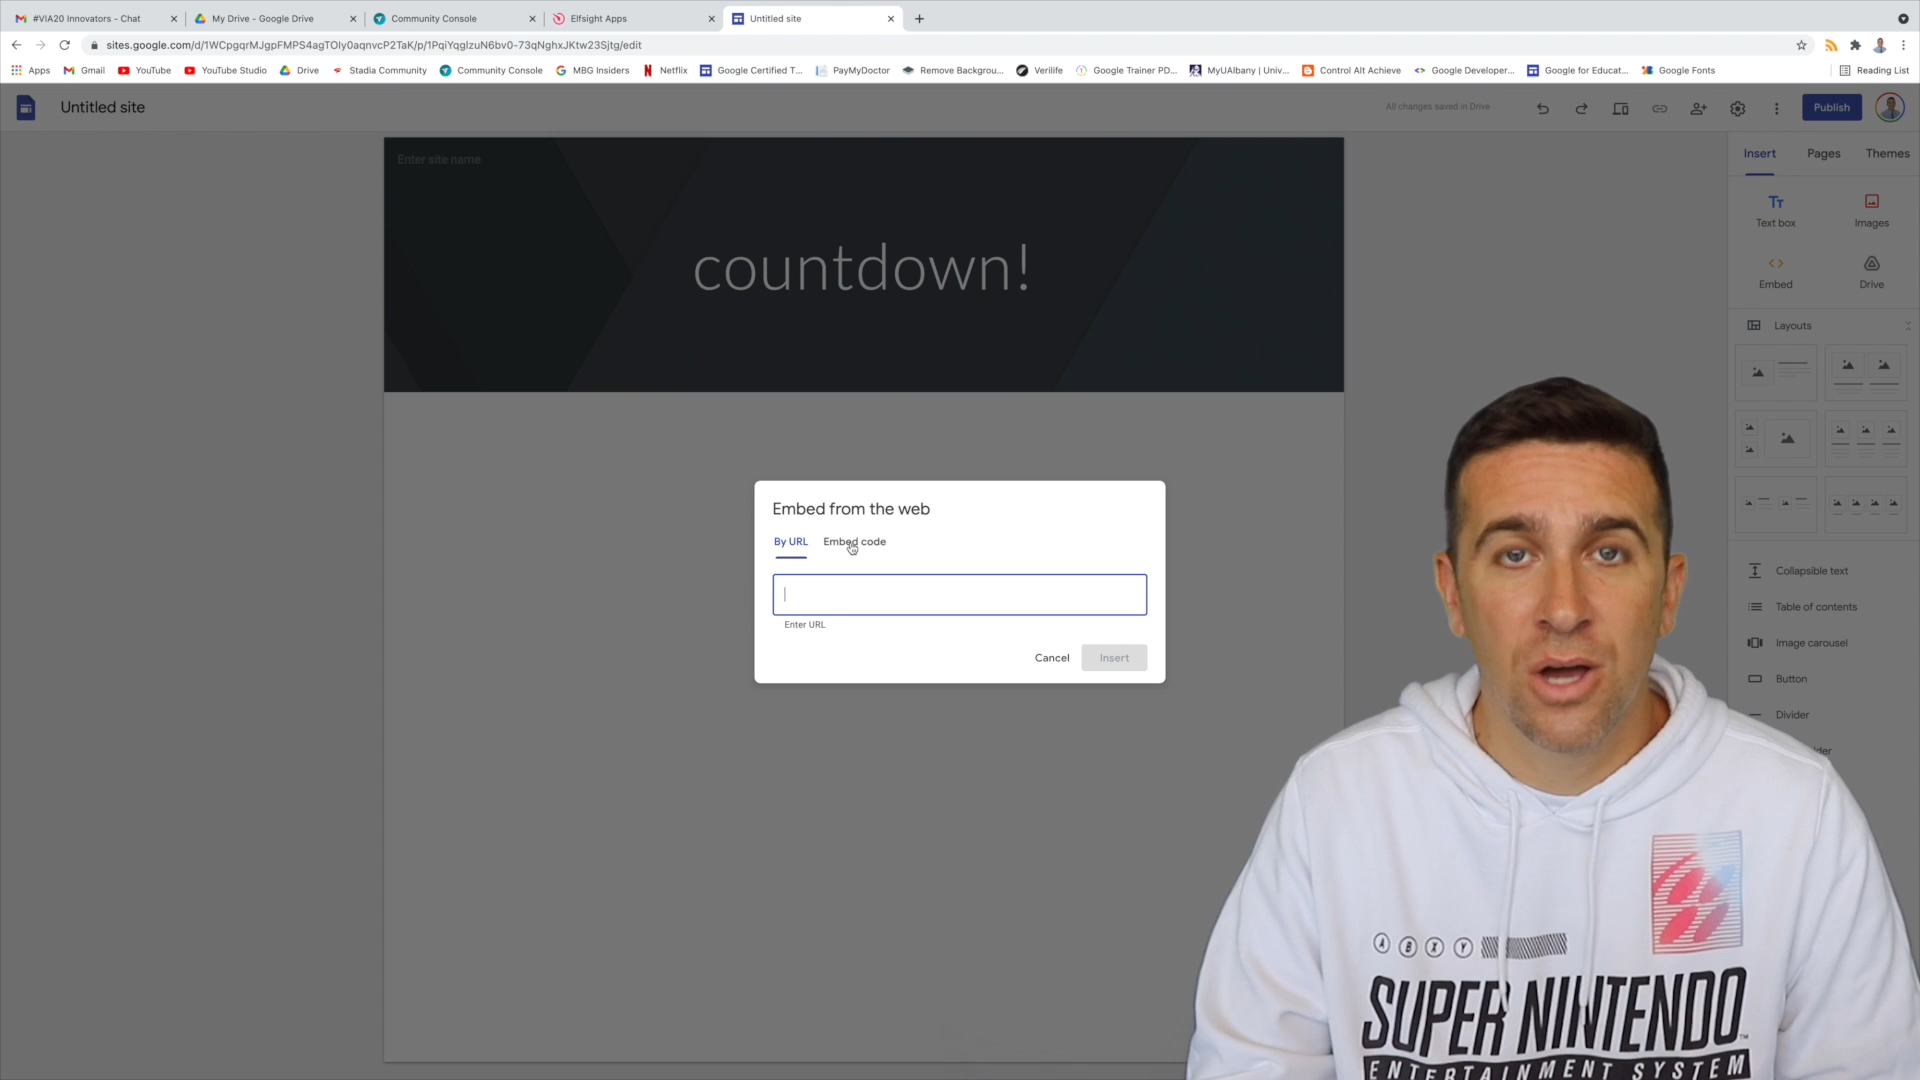 #VIA20 Innovators - Chat
My Drive - Google Drive
Community Console
Elfsight Apps
Untitled site
sites.google.com/d/1WCpgqrMJgpFMPS4agTOIy0aqnvcP2TaK/p/1PqiYqgIzuN6bv0-73qNghxJKtw23Sjtg/edit
Apps
Gmail
YouTube
YouTube Studio
Drive
Stadia Community
Community Console
MBG Insiders
Netflix
Google Certified T...
PayMyDoctor
Remove Backgrou...
Verilife
Google Trainer PD...
MyUAlbany | Univ...
Control Alt Achieve
Google Developer...
Google for Educat...
Google Fonts
Reading List
Untitled site
All changes saved in Drive
Publish
Enter site name
countdown!
Insert
Pages
Themes
Text box
Images
Embed
Drive
Layouts
Collapsible text
Table of contents
Image carousel
Button
Divider
Embed from the web
By URL
Embed code
Enter URL
Cancel
Insert
A B X Y
SUPER NINTENDO
ENTERTAINMENT SYSTEM